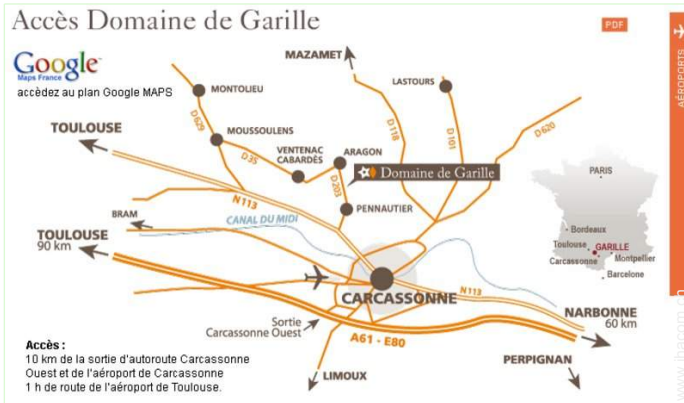 Accès Domaine de Garille
PDF
AÉROPORTS
Google
Maps France
accèdez au plan Google MAPS
MAZAMET
LASTOURS
MONTOLIEU
D629
MOUSSOULENS
TOULOUSE
D35
VENTENAC
CABARDÈS
ARAGON
D118
D101
D620
Domaine de Garille
D203
PENNAUTIER
N113
BRAM
CANAL DU MIDI
TOULOUSE
90 km
PARIS
Bordeaux
Toulouse
GARILLE
Carcassonne
Montpellier
Barcelone
CARCASSONNE
N113
NARBONNE
60 km
Sortie
Carcassonne Ouest
A61 - E80
PERPIGNAN
LIMOUX
Accès :
10 km de la sortie d'autoroute Carcassonne
Ouest et de l'aéroport de Carcassonne
1 h de route de l'aéroport de Toulouse.
www.ihacom.cn